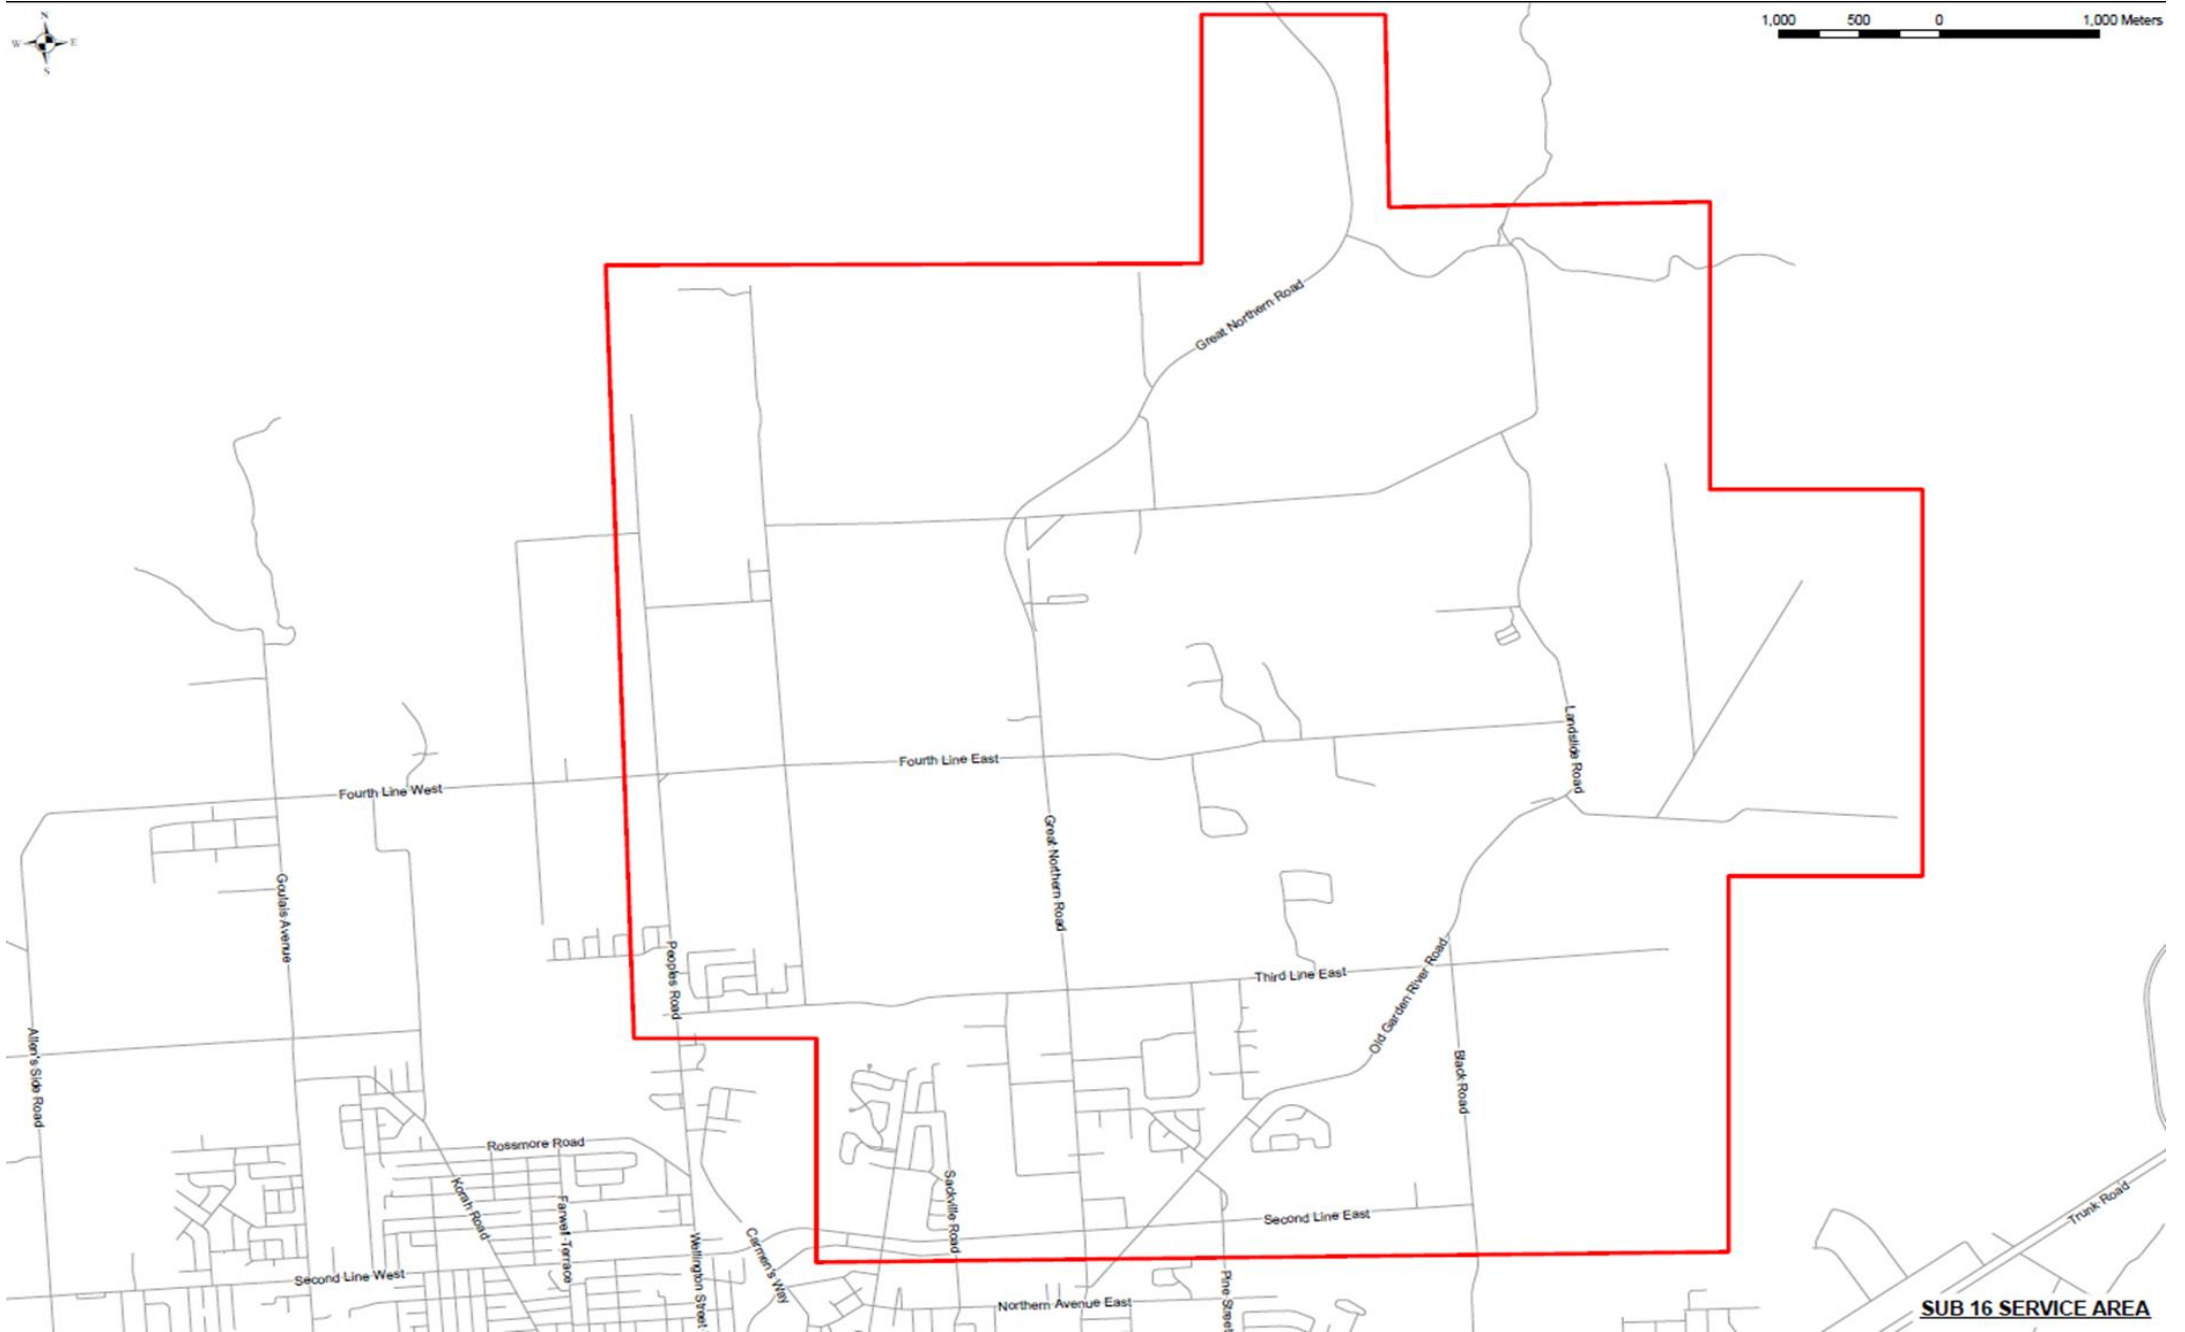 N
W E
S
1,000 500 0 1,000 Meters
Great Northern Road
Landslide Road
Fourth Line East
Fourth Line West
Great Northern Road
Goulais Avenue
Peoples Road
Third Line East
Old Garden River Road
Allen's Side Road
Black Road
Rossmore Road
Korah Road
Farwell Terrace
Sackville Road
Second Line East
Trunk Road
Wellington Street
Carmen's Way
Second Line West
Pine Street
Northern Avenue East
SUB 16 SERVICE AREA